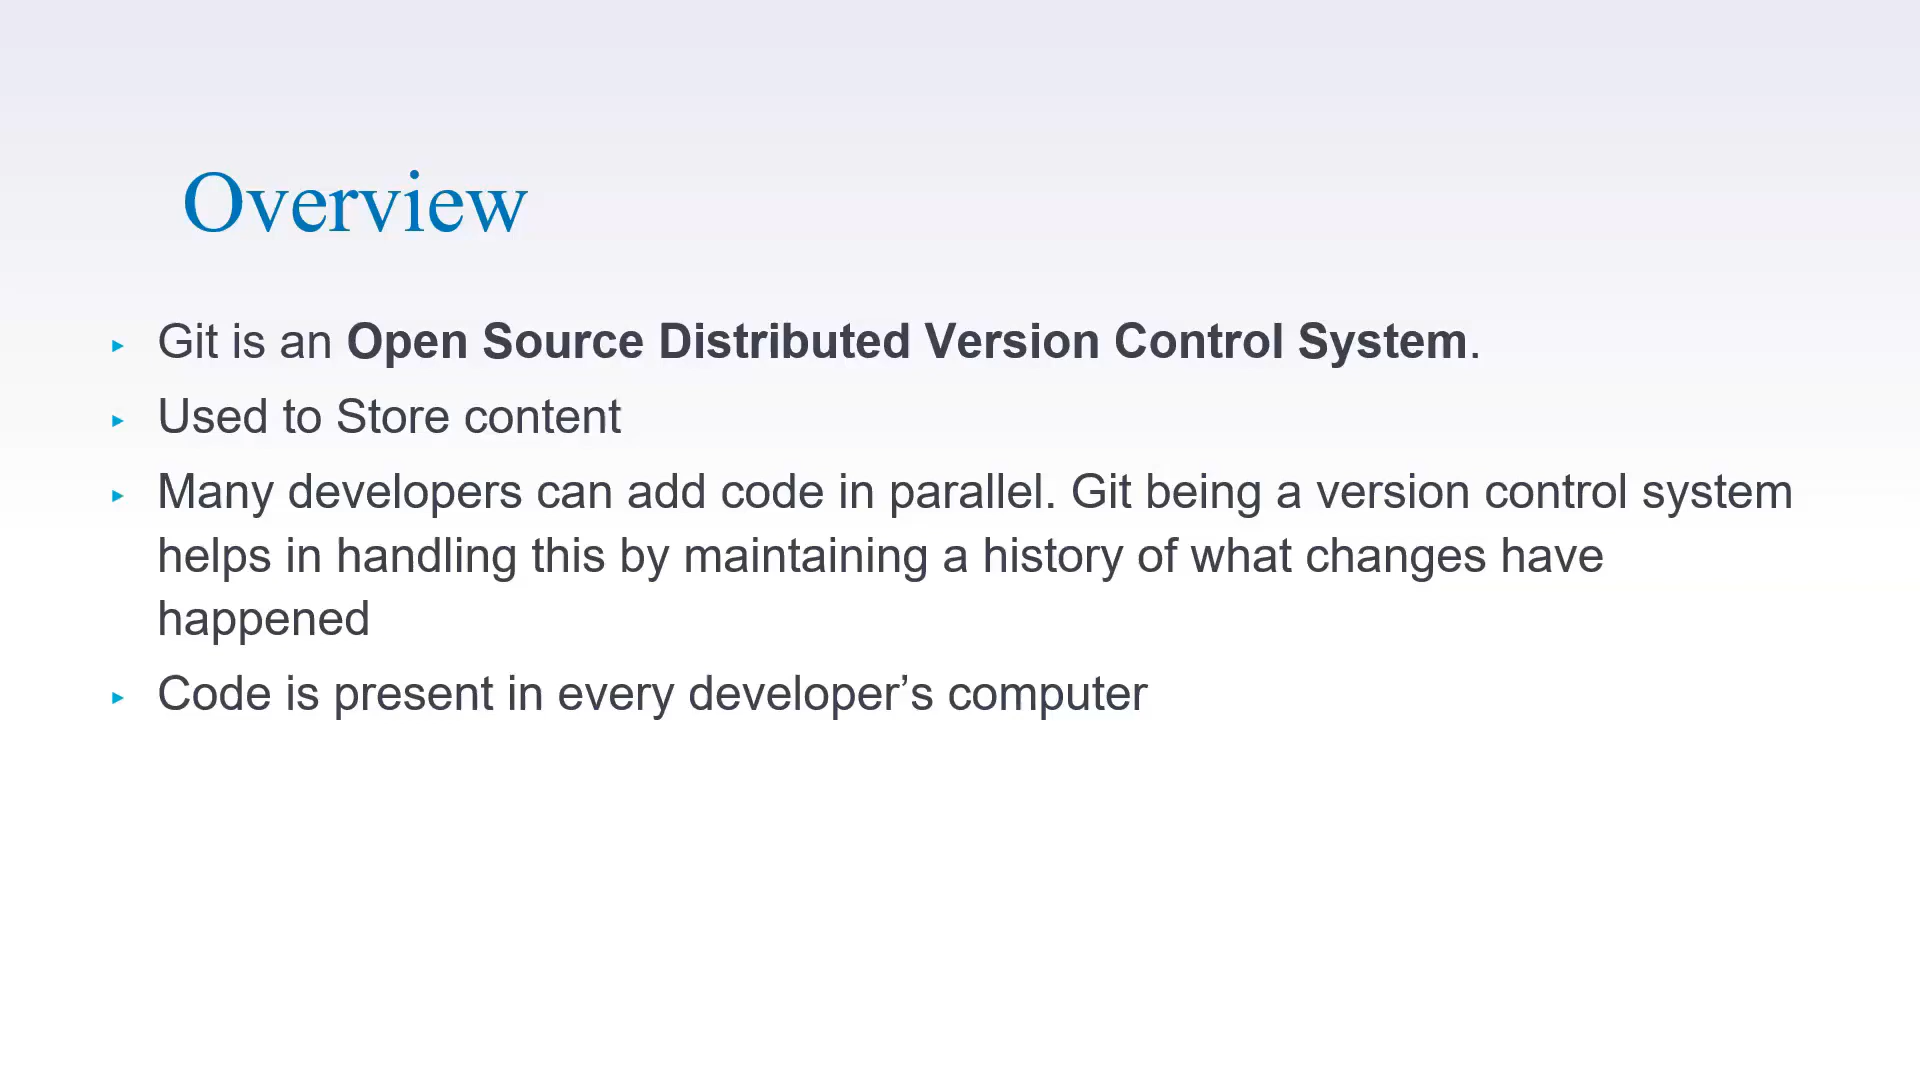 Overview
▸ Git is an Open Source Distributed Version Control System.
▸ Used to Store content
▸ Many developers can add code in parallel. Git being a version control system
helps in handling this by maintaining a history of what changes have
happened
▸ Code is present in every developer’s computer